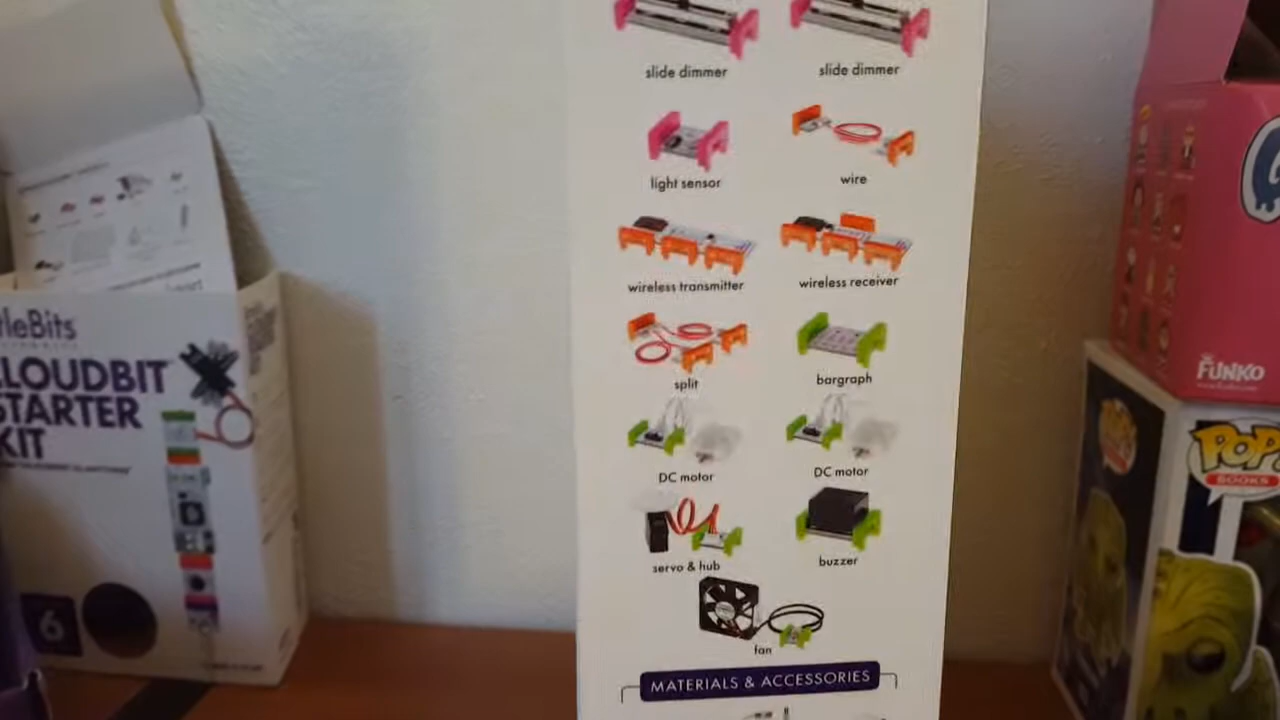 slide dimmer slide dimmer
light sensor wire
wireless transmitter wireless receiver
split bargraph
DC motor DC motor
servo & hub buzzer
fan
MATERIALS & ACCESSORIES
tleBits
LOUDBIT
STARTER
KIT
6
FUNKO
POP
BOOKS